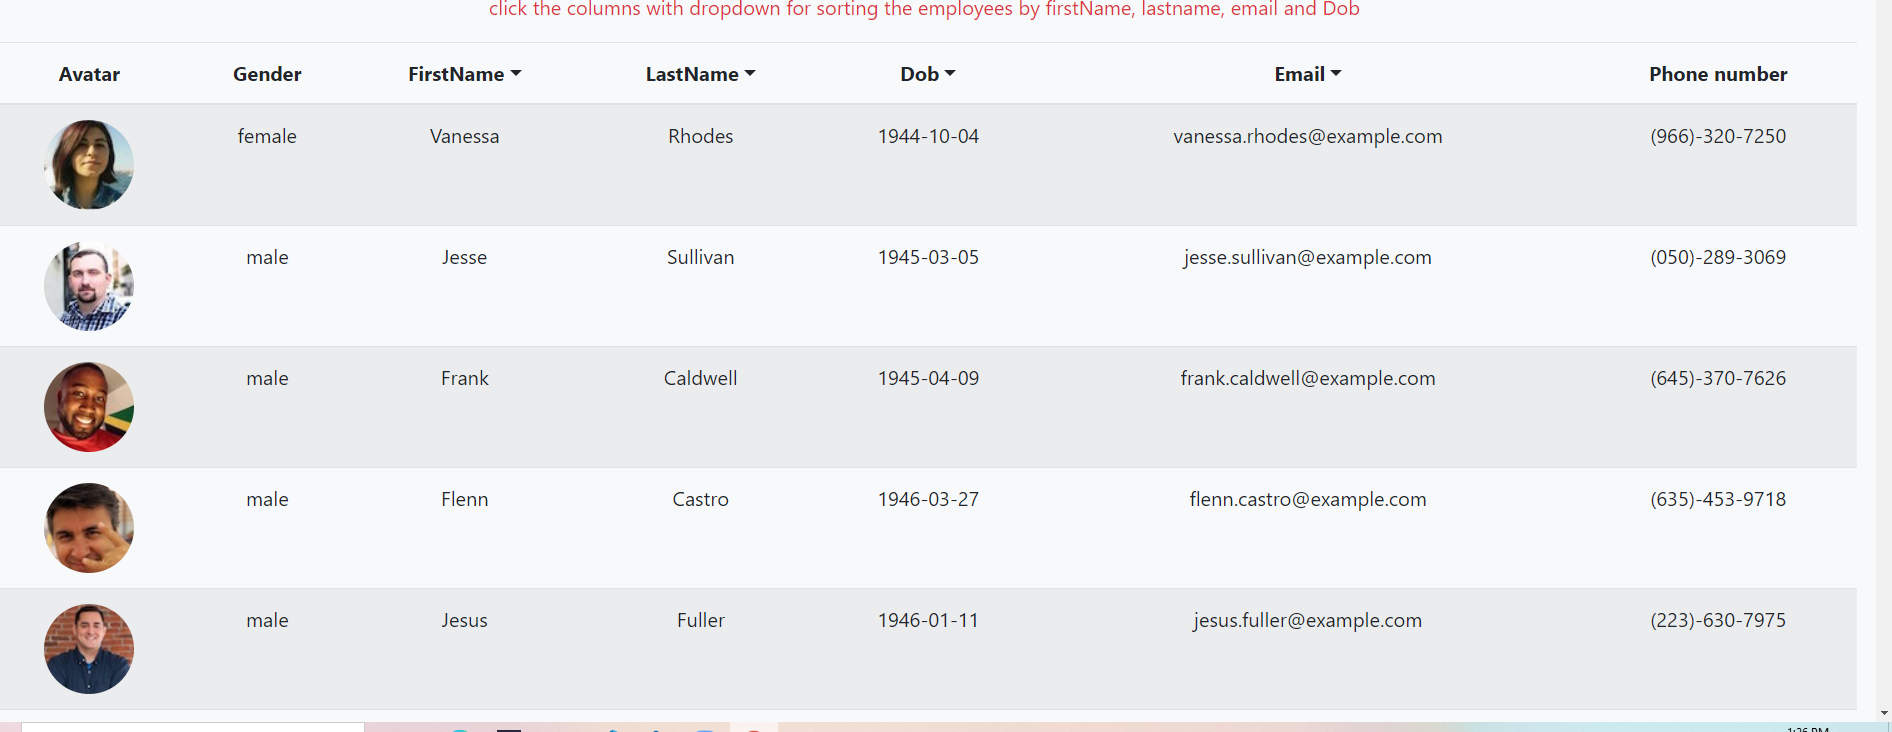 click the columns with dropdown for sorting the employees by firstName, lastname, email and Dob
Avatar Gender FirstName LastName Dob Email Phone number
female Vanessa Rhodes 1944-10-04 vanessa.rhodes@example.com (966)-320-7250
male Jesse Sullivan 1945-03-05 jesse.sullivan@example.com (050)-289-3069
male Frank Caldwell 1945-04-09 frank.caldwell@example.com (645)-370-7626
male Flenn Castro 1946-03-27 flenn.castro@example.com (635)-453-9718
male Jesus Fuller 1946-01-11 jesus.fuller@example.com (223)-630-7975